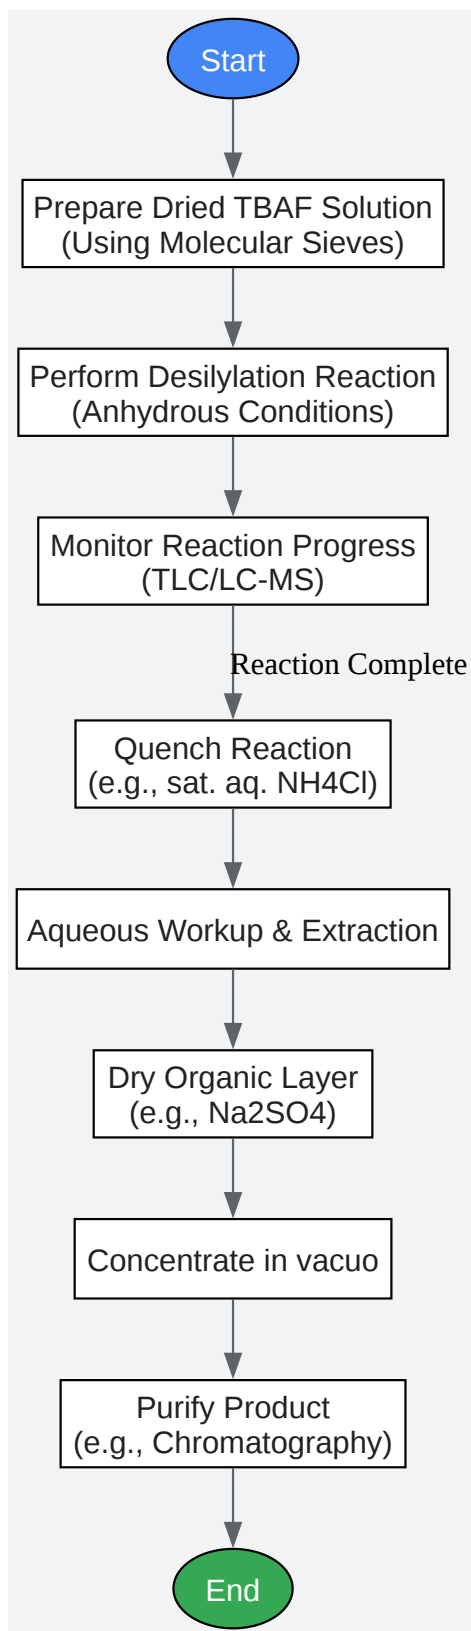 Start
Prepare Dried TBAF Solution
(Using Molecular Sieves)
Perform Desilylation Reaction
(Anhydrous Conditions)
Monitor Reaction Progress
(TLC/LC-MS)
Reaction Complete
Quench Reaction
(e.g., sat. aq. NH4Cl)
Aqueous Workup & Extraction
Dry Organic Layer
(e.g., Na2SO4)
Concentrate in vacuo
Purify Product
(e.g., Chromatography)
End